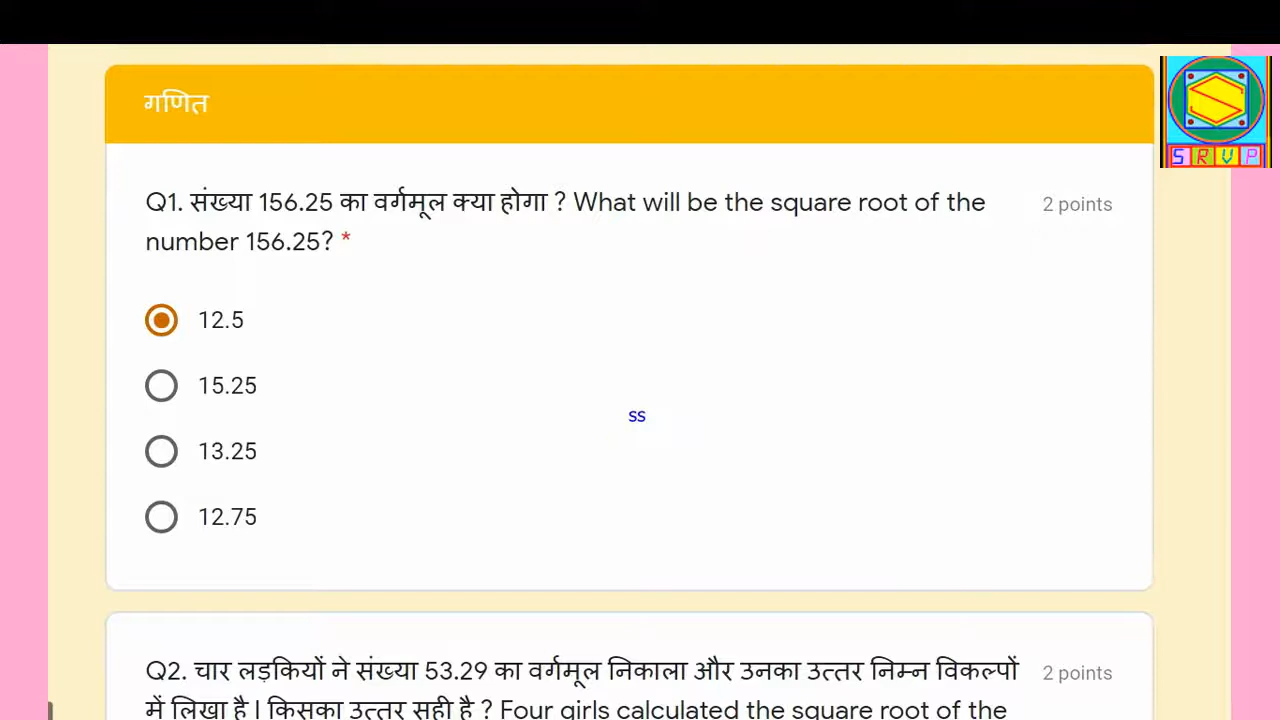 गणित
Q1. संख्या 156.25 का वर्गमूल क्या होगा ? What will be the square root of the
number 156.25? *
2 points
12.5
15.25
ss
13.25
12.75
S R V P
Q2. चार लड़कियों ने संख्या 53.29 का वर्गमूल निकाला और उनका उत्तर निम्न विकल्पों
2 points
में लिखा है l किसका उत्तर सही है ? Four girls calculated the square root of the